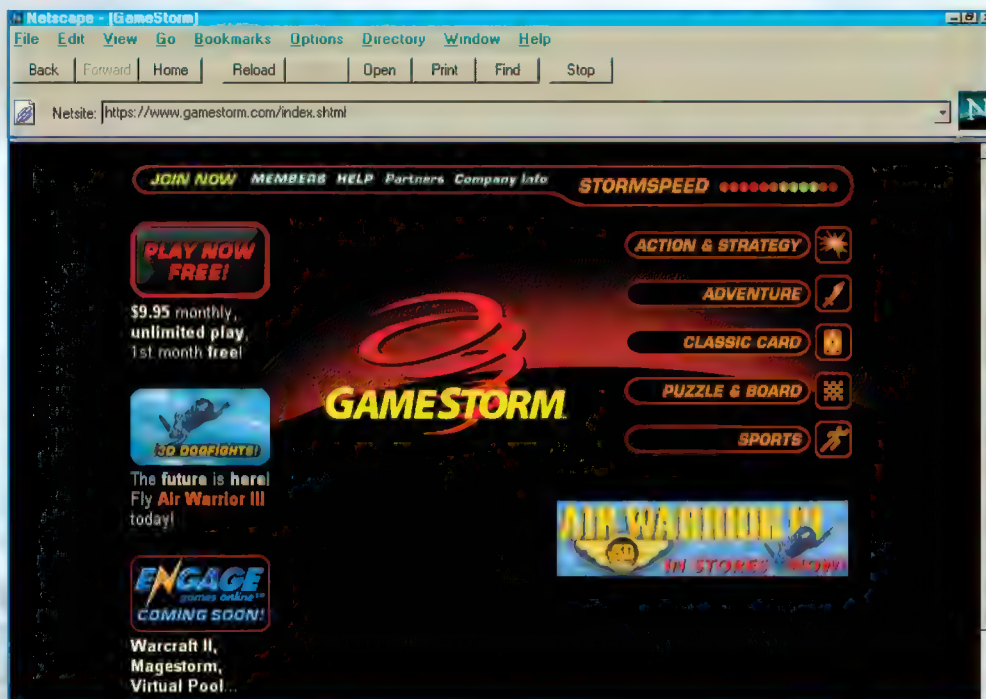 Netscape - [GameStorm]
File Edit View Go Bookmarks Options Directory Window Help
Back Forward Home Reload Open Print Find Stop
Netsite: https://www.gamestorm.com/index.shtml
N
JOIN NOW MEMBERS HELP Partners Company Info
STORMSPEED
PLAY NOW
FREE!
$9.95 monthly,
unlimited play,
1st month free!
3D DOGFIGHTS!
The future is here!
Fly Air Warrior III
today!
ENGAGE
games online™
COMING SOON!
Warcraft II,
Magestorm,
Virtual Pool...
GAMESTORM
ACTION & STRATEGY
ADVENTURE
CLASSIC CARD
PUZZLE & BOARD
SPORTS
AIR WARRIOR III
IN STORES NOW!